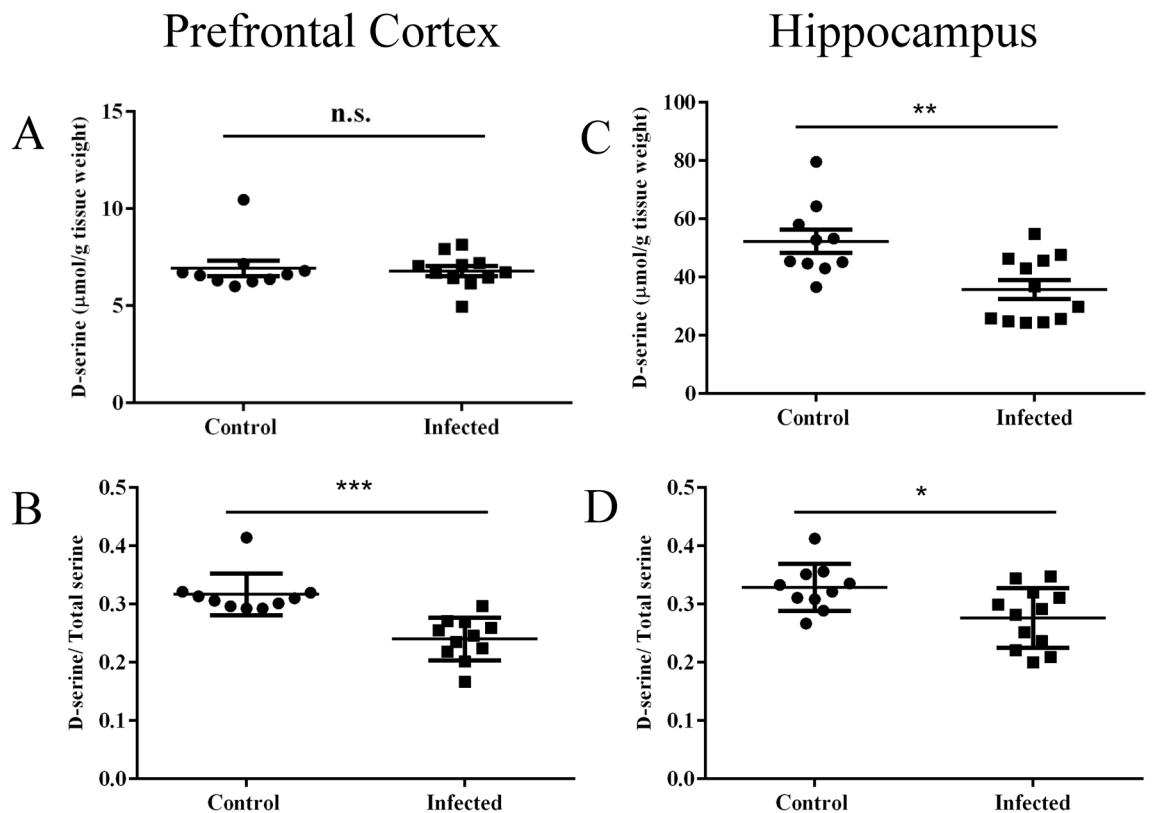 Prefrontal Cortex
Hippocampus
A
D-serine (μmol/g tissue weight)
15
10
5
0
n.s.
Control
Infected
C
D-serine (μmol/g tissue weight)
100
80
60
40
20
0
**
Control
Infected
B
D-serine/ Total serine
0.5
0.4
0.3
0.2
0.1
0.0
***
Control
Infected
D
D-serine/ Total serine
0.5
0.4
0.3
0.2
0.1
0.0
*
Control
Infected